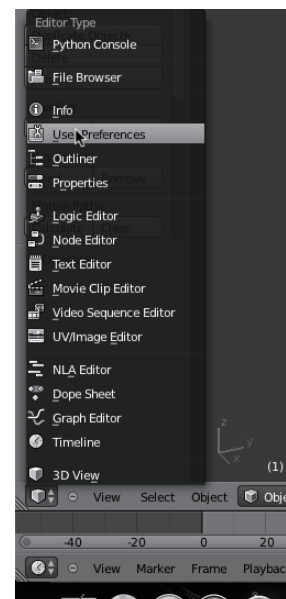 Editor Type
Python Console
File Browser
Info
User Preferences
Outliner
Properties
Logic Editor
Node Editor
Text Editor
Movie Clip Editor
Video Sequence Editor
UV/Image Editor
NLA Editor
Dope Sheet
Graph Editor
Timeline
3D View
z
y
x
(1)
View Select Object Obje
-40 -20 0 20
View Marker Frame Playbac